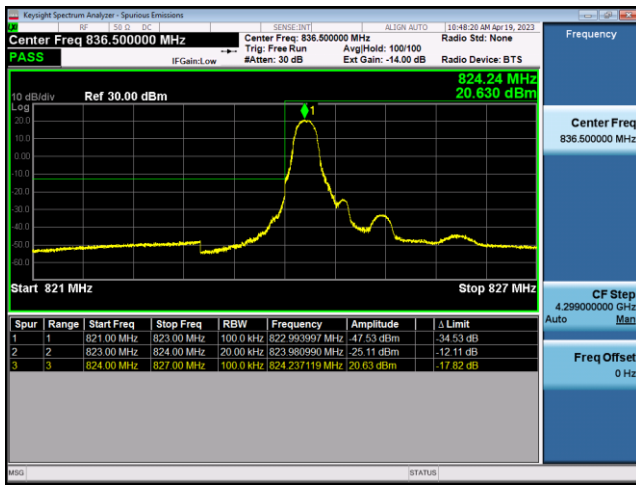 Keysight Spectrum Analyzer - Spurious Emissions
RF 50 Ω DC SENSE:INT ALIGN AUTO 10:48:20 AM Apr 19, 2023
Center Freq 836.500000 MHz
Center Freq: 836.500000 MHz Radio Std: None
Trig: Free Run Avg|Hold: 100/100
PASS IFGain:Low #Atten: 30 dB Ext Gain: -14.00 dB Radio Device: BTS
824.24 MHz
10 dB/div Ref 30.00 dBm 20.630 dBm
Log
1
20.0
10.0
0.00
-10.0
-20.0
-30.0
-40.0
-50.0
-60.0
Start 821 MHz Stop 827 MHz
Spur Range Start Freq Stop Freq RBW Frequency Amplitude Δ Limit
1 1 821.00 MHz 823.00 MHz 100.0 kHz 822.993997 MHz -47.53 dBm -34.53 dB
2 2 823.00 MHz 824.00 MHz 20.00 kHz 823.980990 MHz -25.11 dBm -12.11 dB
3 3 824.00 MHz 827.00 MHz 100.0 kHz 824.237119 MHz 20.63 dBm -17.82 dB
MSG STATUS
Frequency
Center Freq
836.500000 MHz
CF Step
4.299000000 GHz
Auto Man
Freq Offset
0 Hz